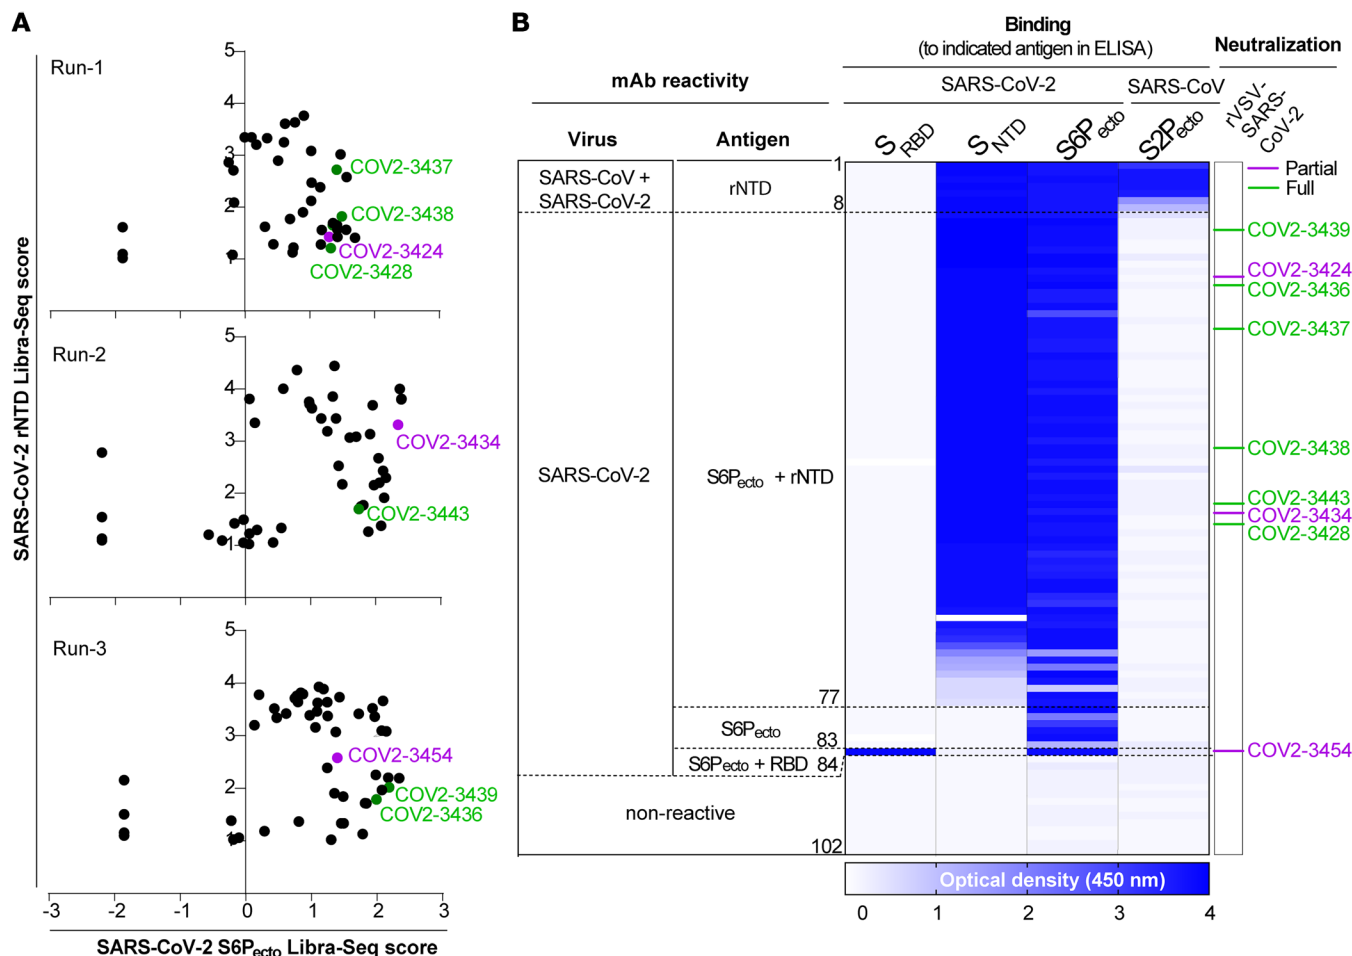 A
SARS-CoV-2 rNTD Libra-Seq score
Run-1
5
4
3
2
1
COV2-3437
COV2-3438
COV2-3424
COV2-3428
Run-2
5
4
3
2
1
COV2-3434
COV2-3443
Run-3
5
4
3
2
1
COV2-3454
COV2-3439
COV2-3436
-3 -2 -1 0 1 2 3
SARS-CoV-2 S6Pecto Libra-Seq score
B
Binding
(to indicated antigen in ELISA)
Neutralization
mAb reactivity
SARS-CoV-2
SARS-CoV
Virus
Antigen
S RBD
S NTD
S6P ecto
S2P ecto
rVSV-
SARS-
CoV-2
Partial
Full
SARS-CoV +
SARS-CoV-2
rNTD
1
8
SARS-CoV-2
S6Pecto + rNTD
77
S6Pecto
83
S6Pecto + RBD
84
non-reactive
102
COV2-3439
COV2-3424
COV2-3436
COV2-3437
COV2-3438
COV2-3443
COV2-3434
COV2-3428
COV2-3454
Optical density (450 nm)
0 1 2 3 4